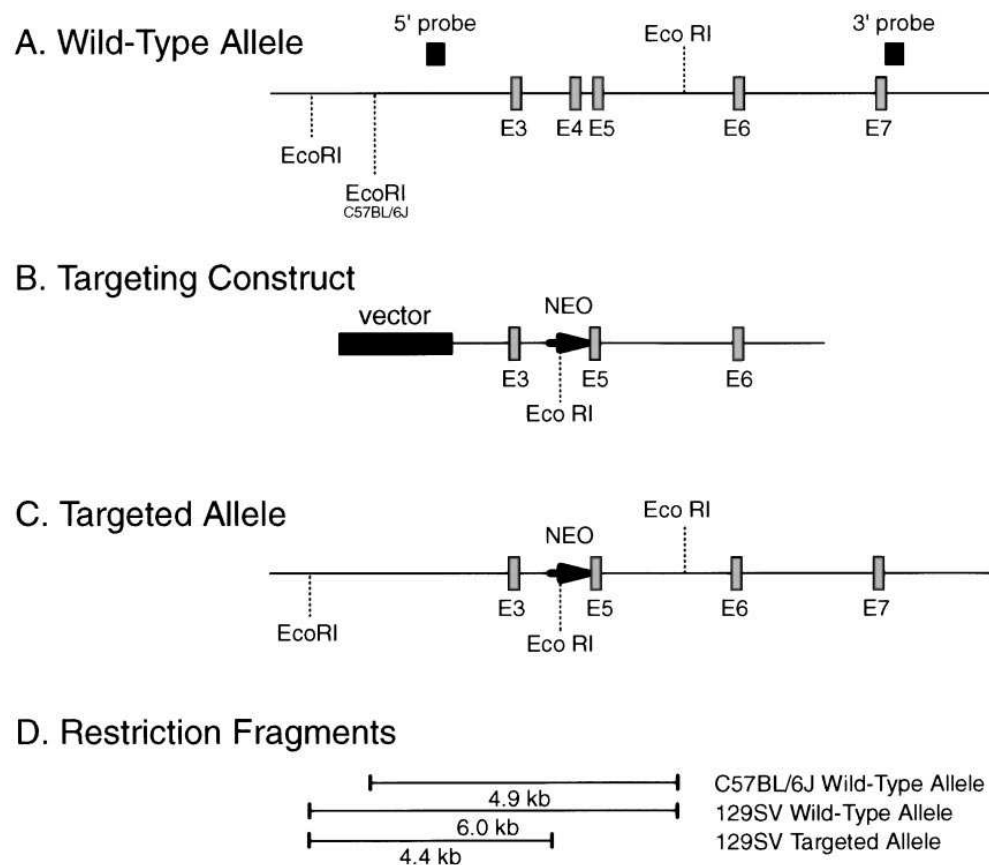 A. Wild-Type Allele
5' probe
Eco RI
3' probe
E3
E4
E5
E6
E7
EcoRI
EcoRI
C57BL/6J
B. Targeting Construct
vector
NEO
E3
E5
E6
Eco RI
C. Targeted Allele
NEO
Eco RI
E3
E5
E6
E7
EcoRI
Eco RI
D. Restriction Fragments
4.9 kb
C57BL/6J Wild-Type Allele
6.0 kb
129SV Wild-Type Allele
4.4 kb
129SV Targeted Allele